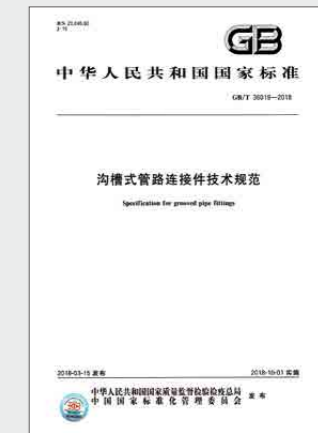 GB
中华人民共和国国家标准
GB/T 36019—2018
沟槽式管路连接件技术规范
Specification for grooved pipe fittings
2018-03-15 发布
2018-10-01 实施
中华人民共和国国家质量监督检验检疫总局
中国国家标准化管理委员会
发布